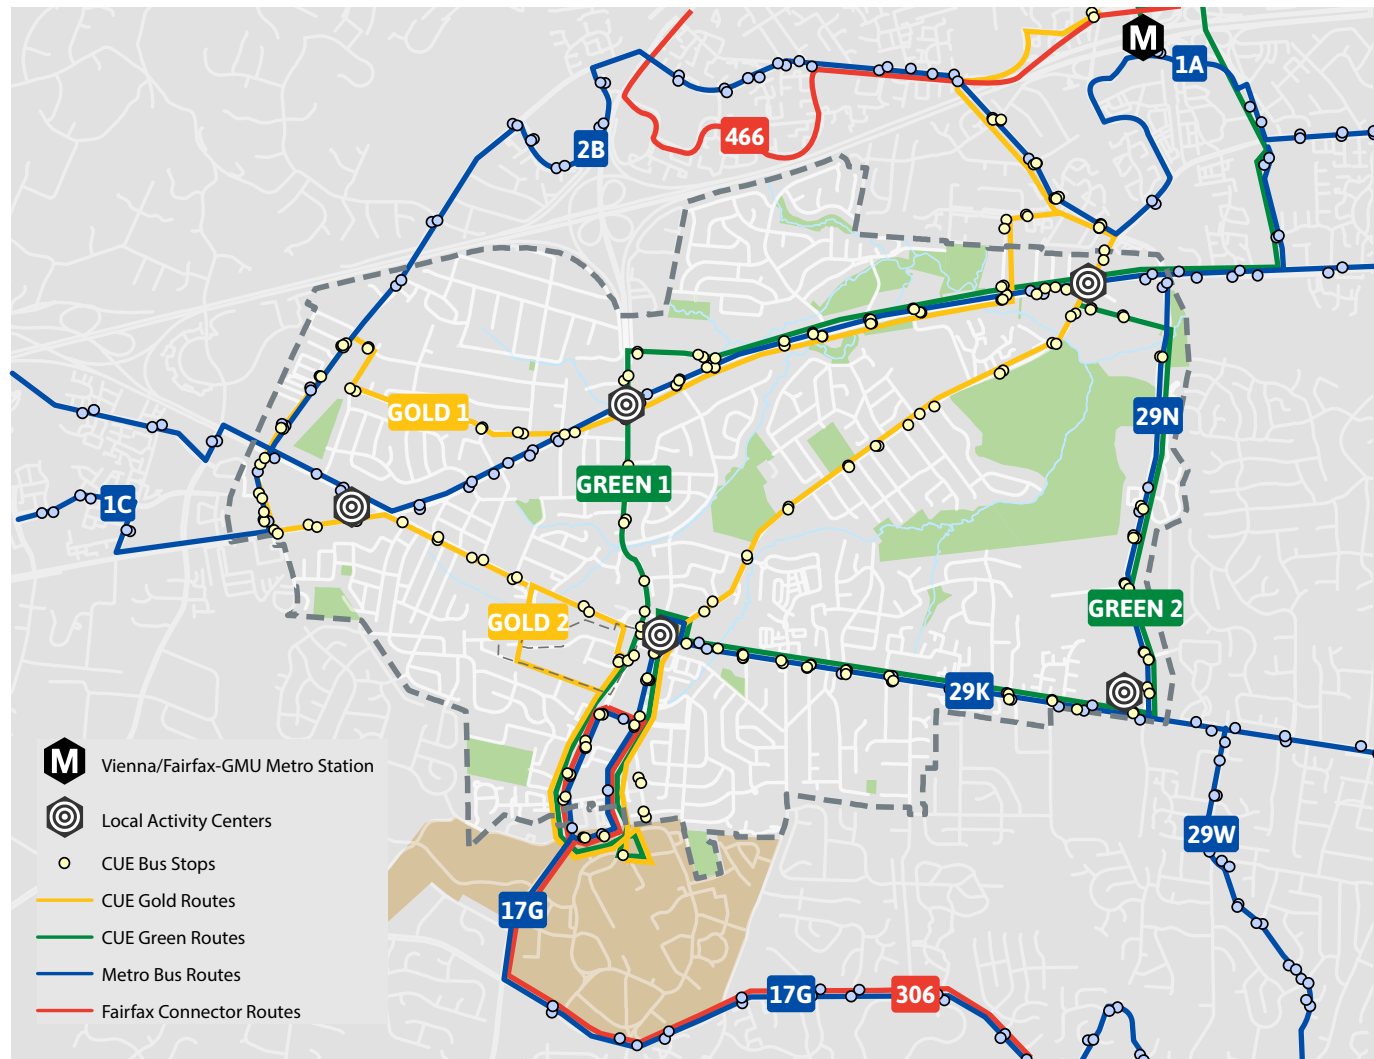 M
1A
2B
466
GOLD 1
29N
GREEN 1
1C
GREEN 2
GOLD 2
29K
M Vienna/Fairfax-GMU Metro Station
Local Activity Centers
CUE Bus Stops
CUE Gold Routes
CUE Green Routes
Metro Bus Routes
Fairfax Connector Routes
29W
17G
17G
306